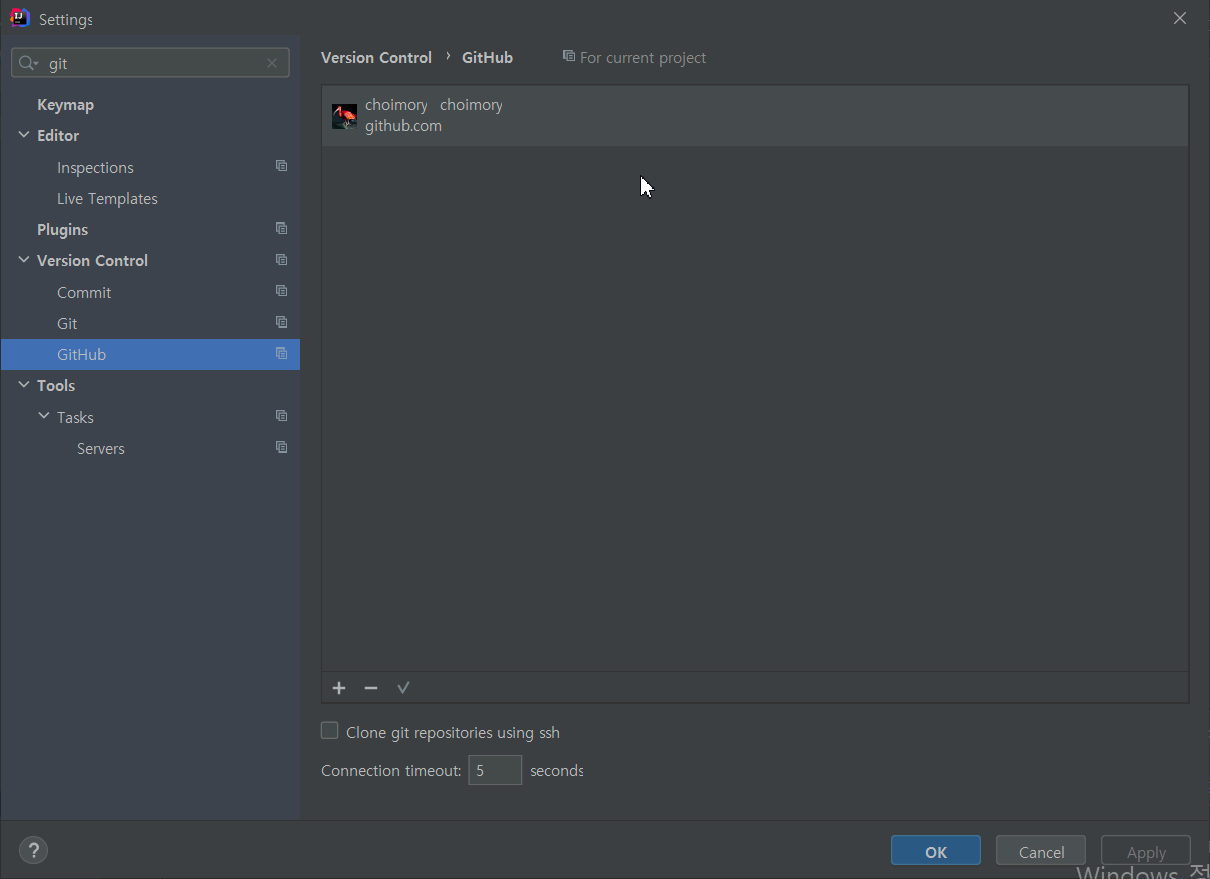 Settings
git
Keymap
Editor
Inspections
Live Templates
Plugins
Version Control
Commit
Git
GitHub
Tools
Tasks
Servers
Version Control › GitHub For current project
choimory choimory
github.com
Clone git repositories using ssh
Connection timeout: 5 seconds
?
OK Cancel Apply
Windows